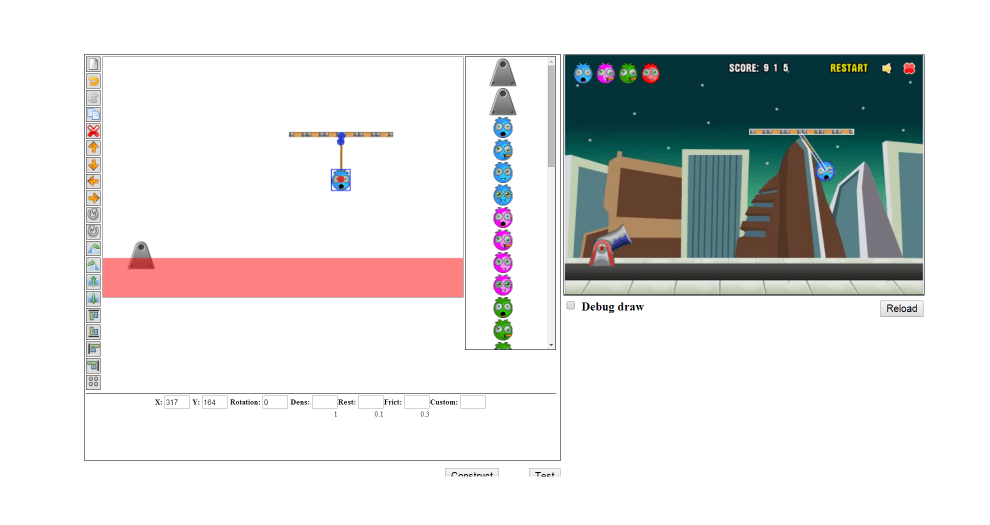 SCORE: 9 1 5 RESTART
Debug draw Reload
X: 317 Y: 164 Rotation: 0 Dens: Rest: Frict: Custom:
1 0.1 0.3
Construct Test